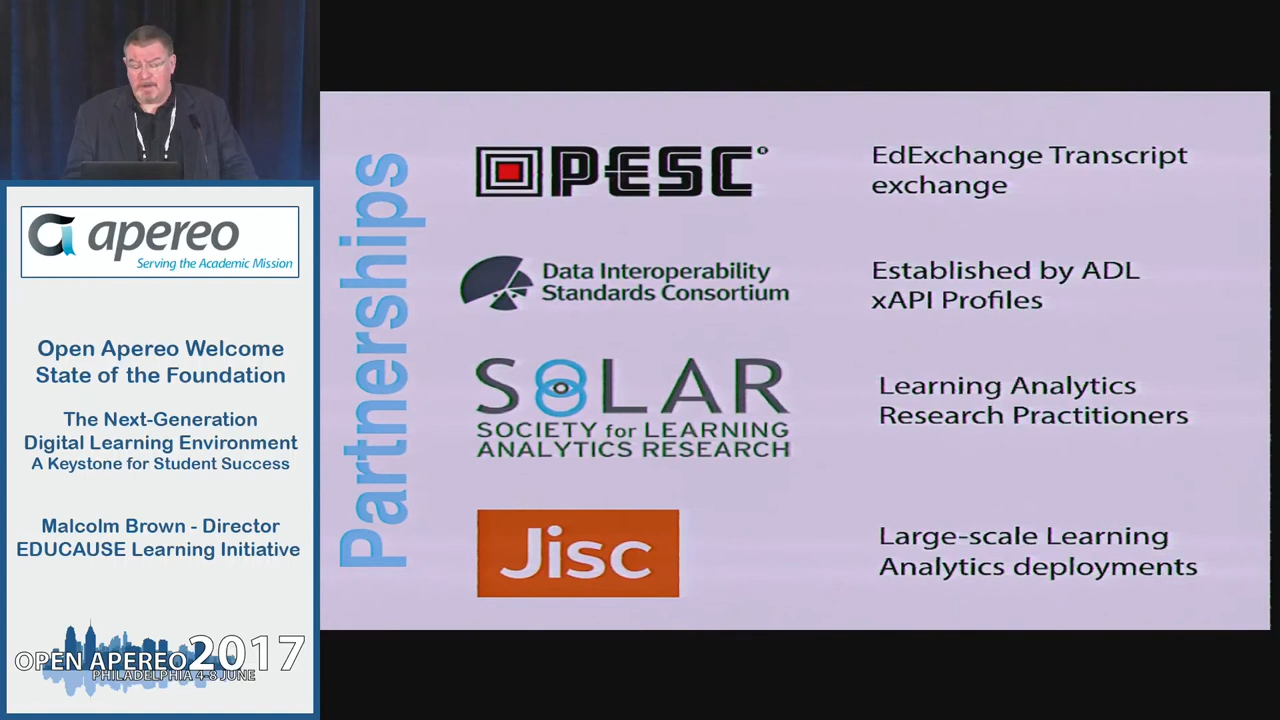 apereo
Serving the Academic Mission
Open Apereo Welcome
State of the Foundation
The Next-Generation
Digital Learning Environment
A Keystone for Student Success
Malcolm Brown - Director
EDUCAUSE Learning Initiative
OPEN APEREO 2017
PHILADELPHIA 4-8 JUNE
Partnerships
PESC®
EdExchange Transcript
exchange
Data Interoperability
Standards Consortium
Established by ADL
xAPI Profiles
SOLAR
SOCIETY for LEARNING
ANALYTICS RESEARCH
Learning Analytics
Research Practitioners
Jisc
Large-scale Learning
Analytics deployments